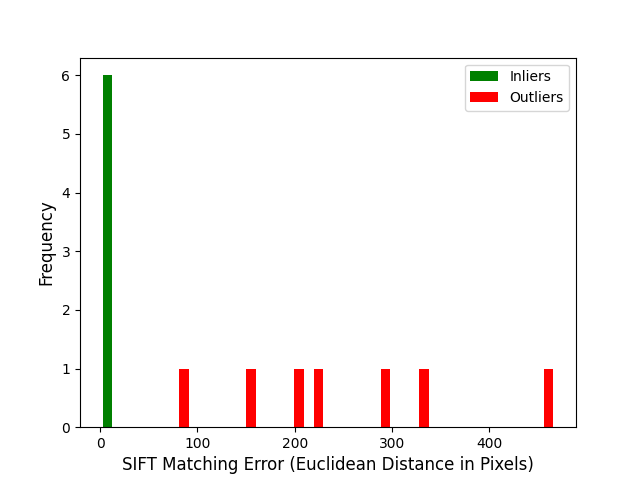 Inliers
Outliers
6
5
4
3
2
1
0
Frequency
0 100 200 300 400
SIFT Matching Error (Euclidean Distance in Pixels)